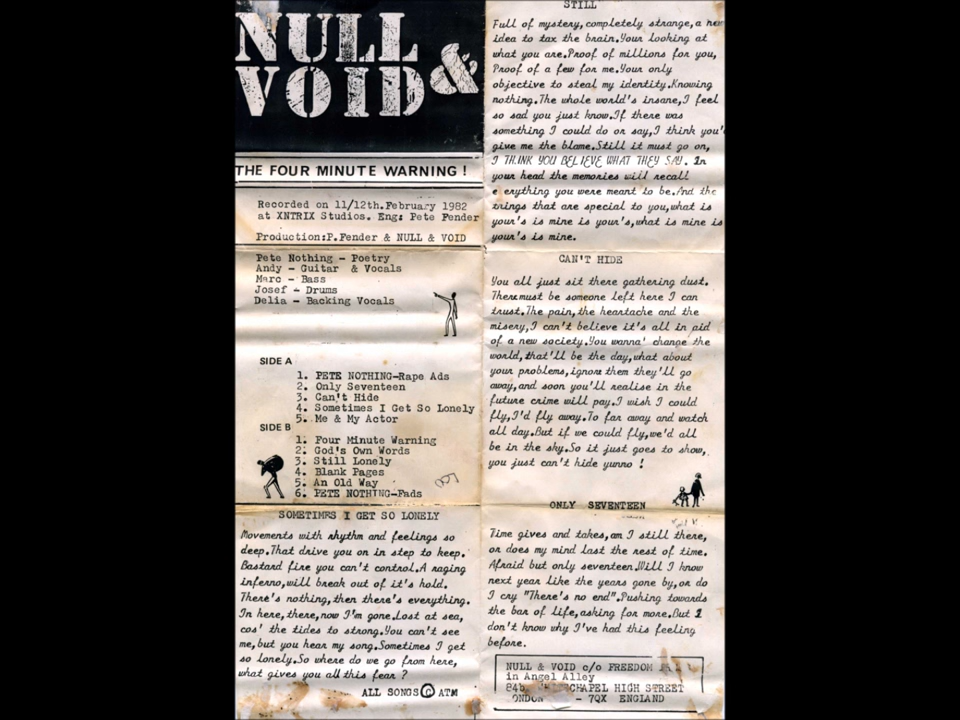 NULL
& VOID
THE FOUR MINUTE WARNING !
Recorded on 11/12th.February 1982
at XNTRIX Studios. Eng: Pete Fender
Production:P.Fender & NULL & VOID
Pete Nothing - Poetry
Andy - Guitar & Vocals
Marc - Bass
Josef - Drums
Delia - Backing Vocals
SIDE A
1. PETE NOTHING-Rape Ads
2. Only Seventeen
3. Can't Hide
4. Sometimes I Get So Lonely
5. Me & My Actor
SIDE B
1. Four Minute Warning
2. God's Own Words
3. Still Lonely
4. Blank Pages
5. An Old Way
6. PETE NOTHING-Fads
SOMETIMES I GET SO LONELY
Movements with rhythm and feelings so
deep.That drive you on in step to keep.
Bastard fire you can't control.A raging
inferno,will break out of it's hold.
There's nothing,then there's everything.
In here,there,now I'm gone.Lost at sea,
cos' the tides to strong.You can't see
me,but you hear my song.Sometimes I get
so lonely.So where do we go from here,
what gives you all this fear ?
ALL SONGS © ATM
STILL
Full of mystery,completely strange,a new
idea to tax the brain.Your looking at
what you are.Proof of millions for you,
Proof of a few for me.Your only
objective to steal my identity.Knowing
nothing.The whole world's insane,I feel
so sad you just know.If there was
something I could do or say,I think you'd
give me the blame.Still it must go on,
I THINK YOU BELIEVE WHAT THEY SAY. In
your head the memories will recall
everything you were meant to be.And the
things that are special to you,what is
your's is mine is your's,what is mine is
your's is mine.
CAN'T HIDE
You all just sit there gathering dust.
There must be someone left here I can
trust.The pain,the heartache and the
misery,I can't believe it's all in aid
of a new society.You wanna' change the
world,that'll be the day,what about
your problems,ignore them they'll go
away,and soon you'll realise in the
future crime will pay.I wish I could
fly,I'd fly away.To far away and watch
all day.But if we could fly,we'd all
be in the sky.So it just goes to show,
you just can't hide yunno !
ONLY SEVENTEEN
Time gives and takes,am I still there,
or does my mind last the rest of time.
Afraid but only seventeen.Will I know
next year like the years gone by,or do
I cry "There's no end".Pushing towards
the bar of life,asking for more.But I
don't know why I've had this feeling
before.
NULL & VOID c/o FREEDOM
in Angel Alley
84b HIGH STREET
- 7QX ENGLAND